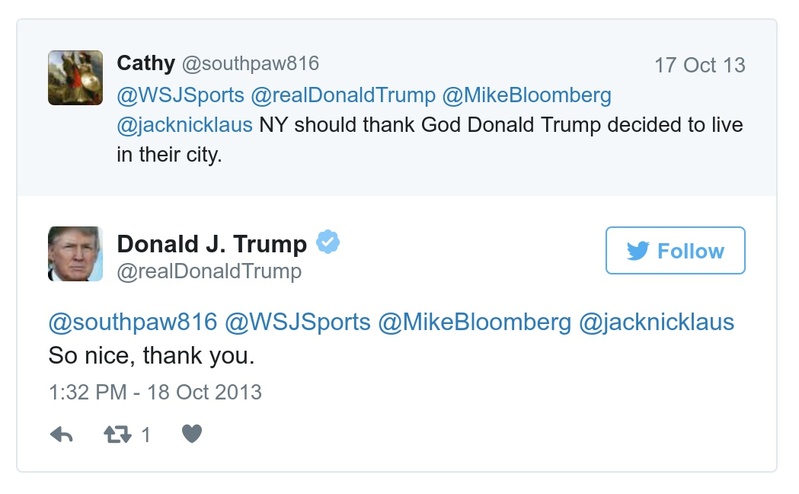 Cathy @southpaw816 17 Oct 13
@WSJSports @realDonaldTrump @MikeBloomberg
@jacknicklaus NY should thank God Donald Trump decided to live
in their city.
Donald J. Trump
@realDonaldTrump
Follow
@southpaw816 @WSJSports @MikeBloomberg @jacknicklaus
So nice, thank you.
1:32 PM - 18 Oct 2013
1